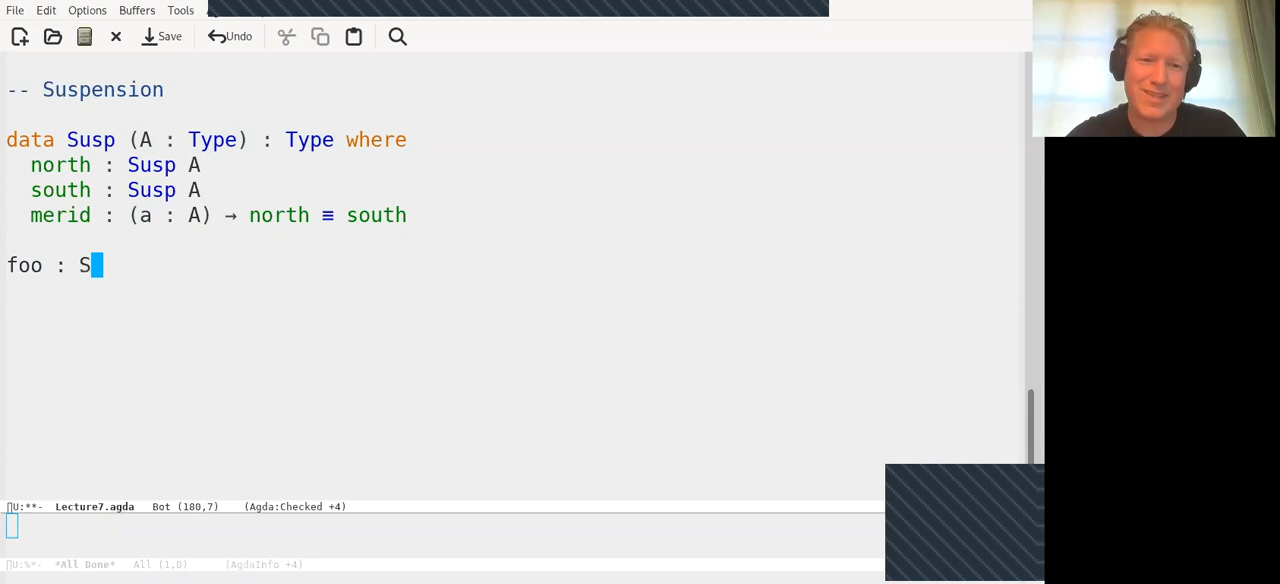 File Edit Options Buffers Tools
Save Undo
-- Suspension
data Susp (A : Type) : Type where
north : Susp A
south : Susp A
merid : (a : A) → north ≡ south
foo : S
U:**- Lecture7.agda Bot (180,7) (Agda:Checked +4)
U:%*- *All Done* All (1,0) (AgdaInfo +4)